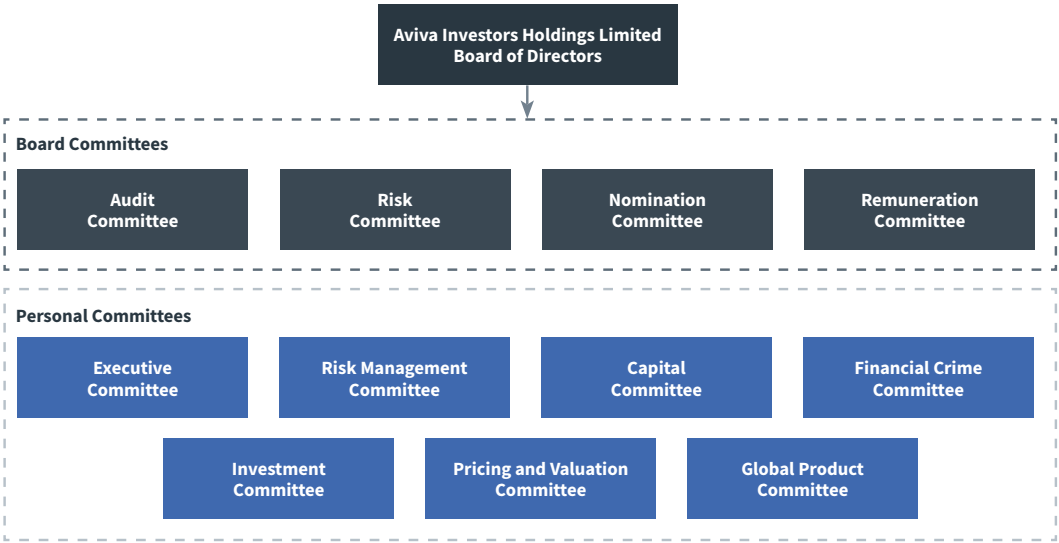 Aviva Investors Holdings Limited
Board of Directors
Board Committees
Audit
Committee
Risk
Committee
Nomination
Committee
Remuneration
Committee
Personal Committees
Executive
Committee
Risk Management
Committee
Capital
Committee
Financial Crime
Committee
Investment
Committee
Pricing and Valuation
Committee
Global Product
Committee